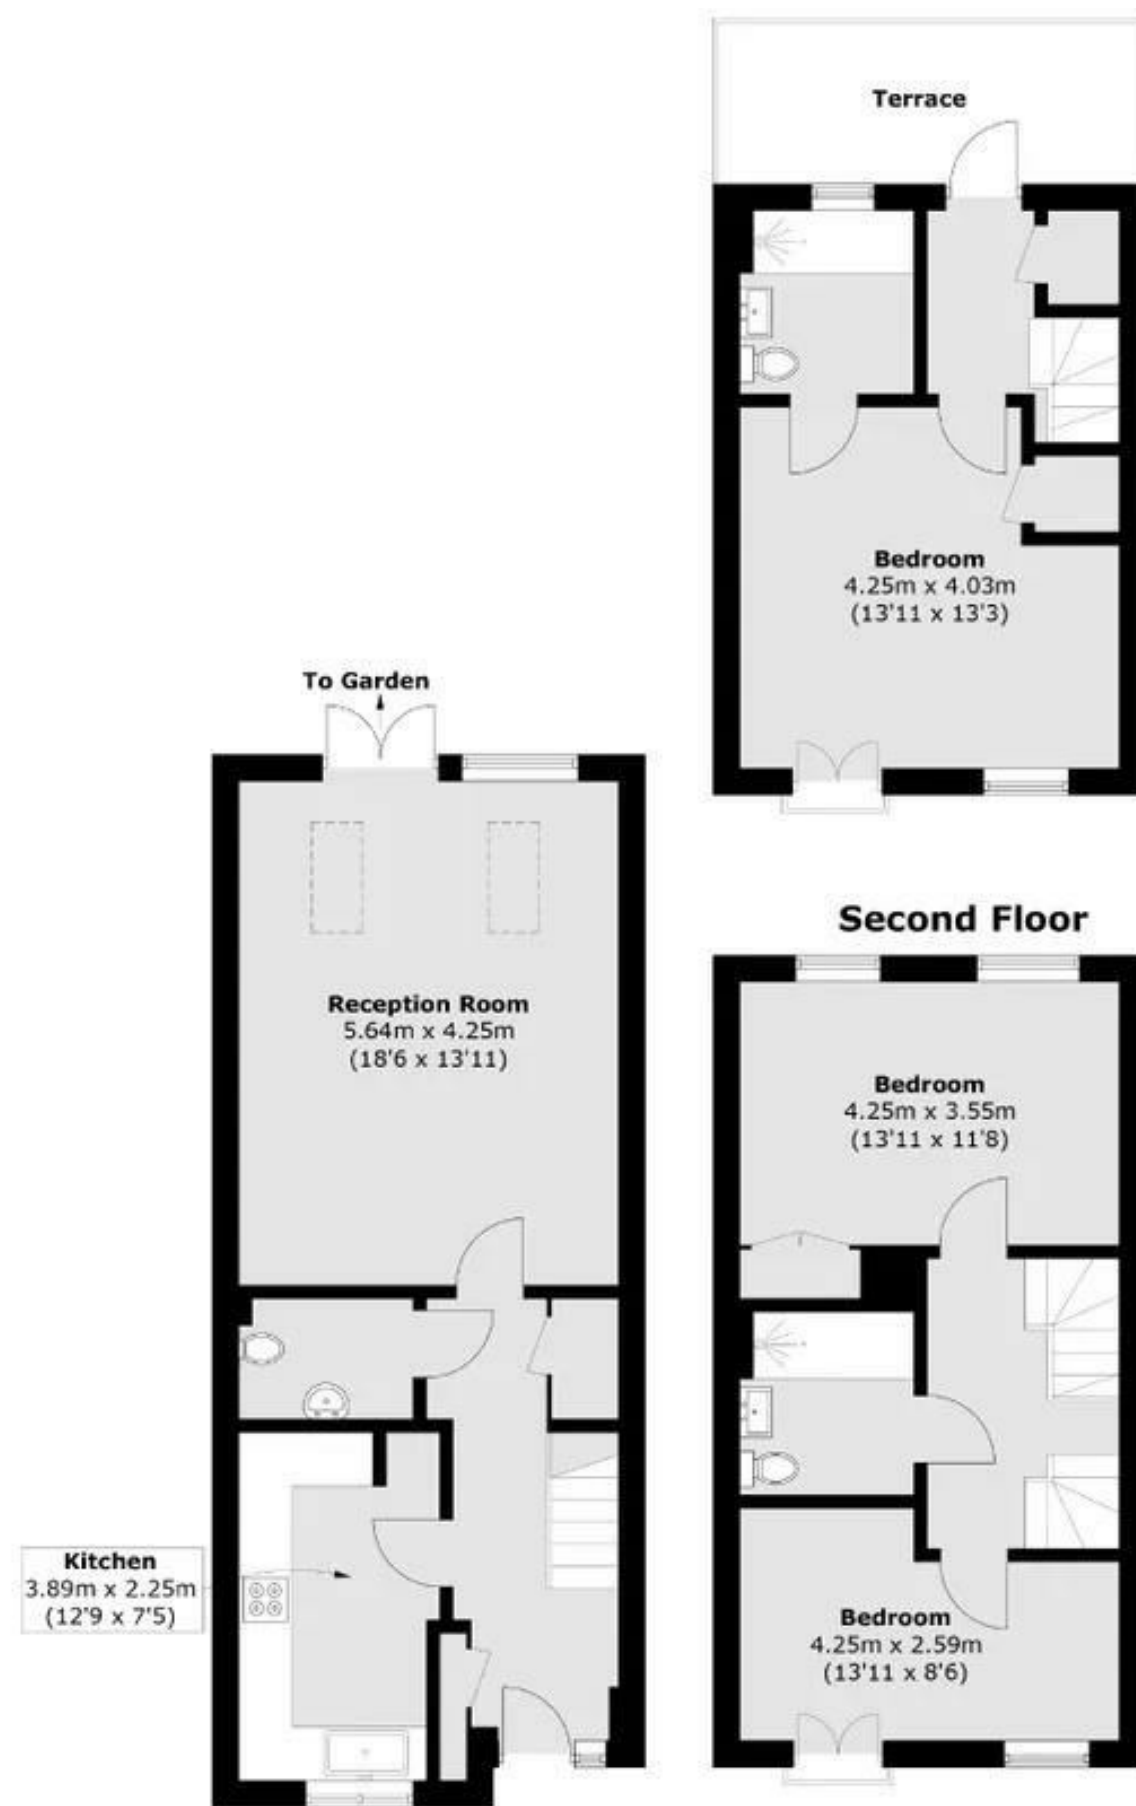 Terrace
Bedroom
4.25m x 4.03m
(13'11 x 13'3)
To Garden
Reception Room
5.64m x 4.25m
(18'6 x 13'11)
Second Floor
Bedroom
4.25m x 3.55m
(13'11 x 11'8)
Kitchen
3.89m x 2.25m
(12'9 x 7'5)
Bedroom
4.25m x 2.59m
(13'11 x 8'6)